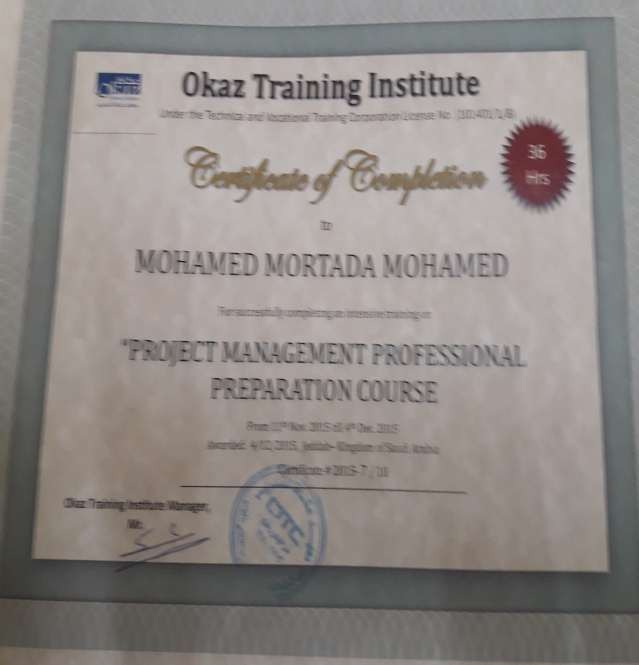 Okaz Training Institute
Under the Technical and Vocational Training Corporation License No.
36
Hrs
Certificate of Completion
to
MOHAMED MORTADA MOHAMED
For successfully completing an intensive training on
"PROJECT MANAGEMENT PROFESSIONAL
PREPARATION COURSE
From 11th Nov. 2015 till 4th Dec. 2015
Awarded: 4/12/2015, Jeddah- Kingdom of Saudi Arabia
Certificate # 2015-7 / 10
Okaz Training Institute Manager,
Mr.
OTC